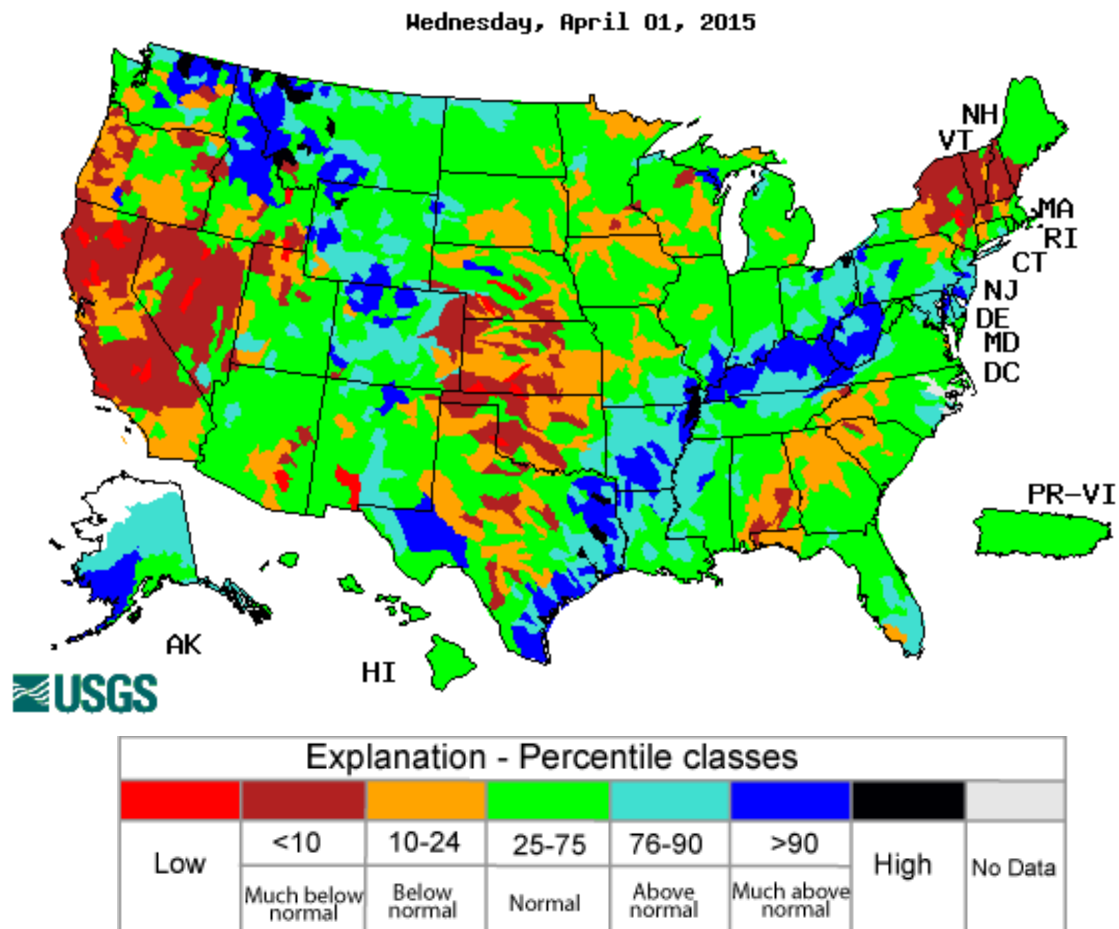 Wednesday, April 01, 2015
NH
VT
MA
RI
CT
NJ
DE
MD
DC
PR-VI
AK
HI
USGS
Explanation - Percentile classes
Low
<10
10-24
25-75
76-90
>90
High
No Data
Much below normal
Below normal
Normal
Above normal
Much above normal